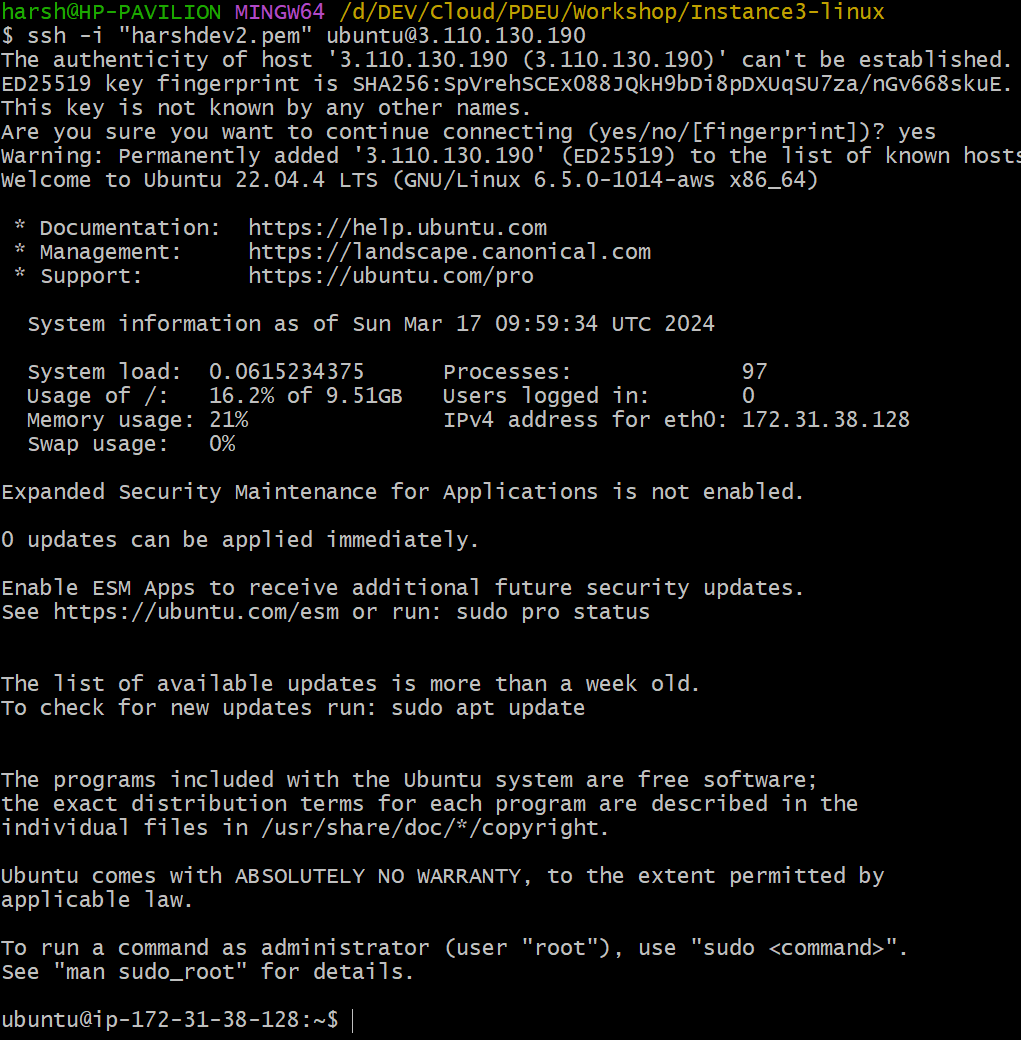 harsh@HP-PAVILION MINGW64 /d/DEV/Cloud/PDEU/Workshop/Instance3-linux
$ ssh -i "harshdev2.pem" ubuntu@3.110.130.190
The authenticity of host '3.110.130.190 (3.110.130.190)' can't be established.
ED25519 key fingerprint is SHA256:SpVrehSCExO88JQkH9bDi8pDXUqSU7za/nGv668skuE.
This key is not known by any other names.
Are you sure you want to continue connecting (yes/no/[fingerprint])? yes
Warning: Permanently added '3.110.130.190' (ED25519) to the list of known hosts
Welcome to Ubuntu 22.04.4 LTS (GNU/Linux 6.5.0-1014-aws x86_64)

 * Documentation:  https://help.ubuntu.com
 * Management:     https://landscape.canonical.com
 * Support:        https://ubuntu.com/pro

  System information as of Sun Mar 17 09:59:34 UTC 2024

  System load:  0.0615234375      Processes:             97
  Usage of /:   16.2% of 9.51GB   Users logged in:       0
  Memory usage: 21%               IPv4 address for eth0: 172.31.38.128
  Swap usage:   0%

Expanded Security Maintenance for Applications is not enabled.

0 updates can be applied immediately.

Enable ESM Apps to receive additional future security updates.
See https://ubuntu.com/esm or run: sudo pro status

The list of available updates is more than a week old.
To check for new updates run: sudo apt update

The programs included with the Ubuntu system are free software;
the exact distribution terms for each program are described in the
individual files in /usr/share/doc/*/copyright.

Ubuntu comes with ABSOLUTELY NO WARRANTY, to the extent permitted by
applicable law.

To run a command as administrator (user "root"), use "sudo <command>".
See "man sudo_root" for details.

ubuntu@ip-172-31-38-128:~$